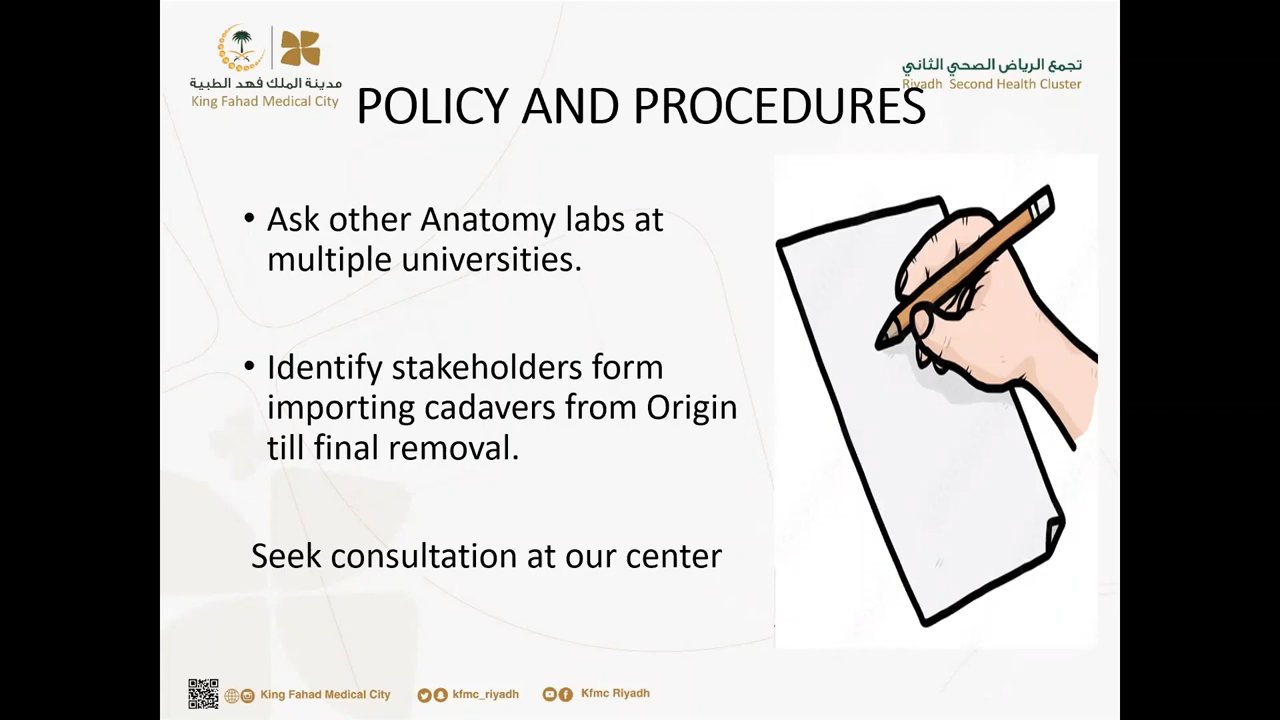 مدينة الملك فهد الطبية
King Fahad Medical City
تجمع الرياض الصحي الثاني
Riyadh Second Health Cluster
POLICY AND PROCEDURES
• Ask other Anatomy labs at
multiple universities.
• Identify stakeholders form
importing cadavers from Origin
till final removal.
Seek consultation at our center
King Fahad Medical City
kfmc_riyadh
Kfmc Riyadh